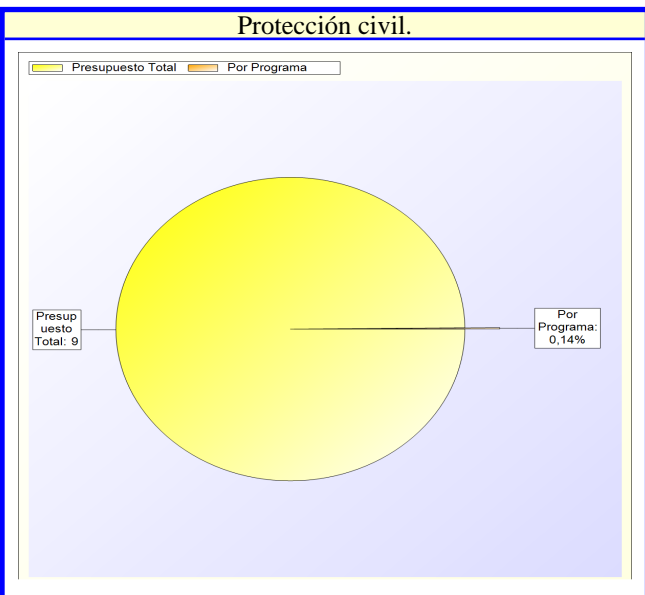 Protección civil.
Presupuesto Total Por Programa
Presup
uesto
Total: 9
Por
Programa:
0,14%